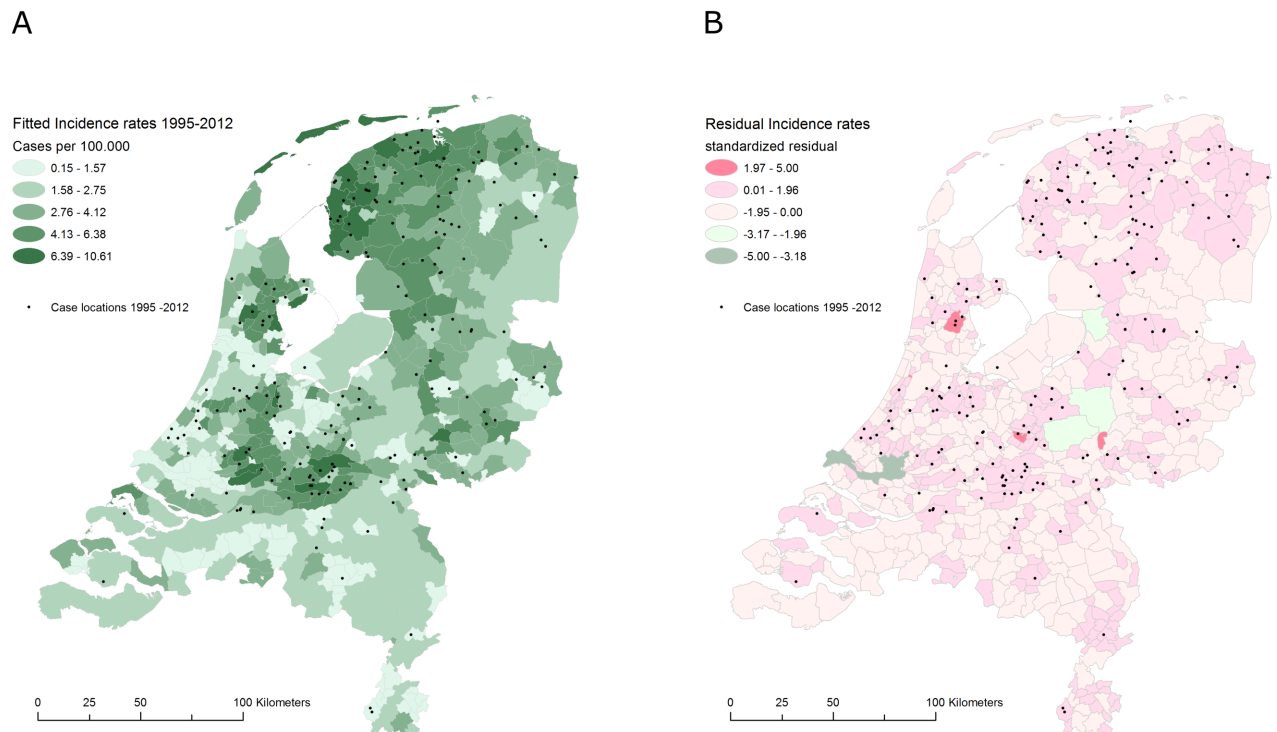 A
Fitted Incidence rates 1995-2012
Cases per 100.000
0.15 - 1.57
1.58 - 2.75
2.76 - 4.12
4.13 - 6.38
6.39 - 10.61
Case locations 1995 -2012
0 25 50 100 Kilometers
B
Residual Incidence rates
standardized residual
1.97 - 5.00
0.01 - 1.96
-1.95 - 0.00
-3.17 - -1.96
-5.00 - -3.18
Case locations 1995 -2012
0 25 50 100 Kilometers